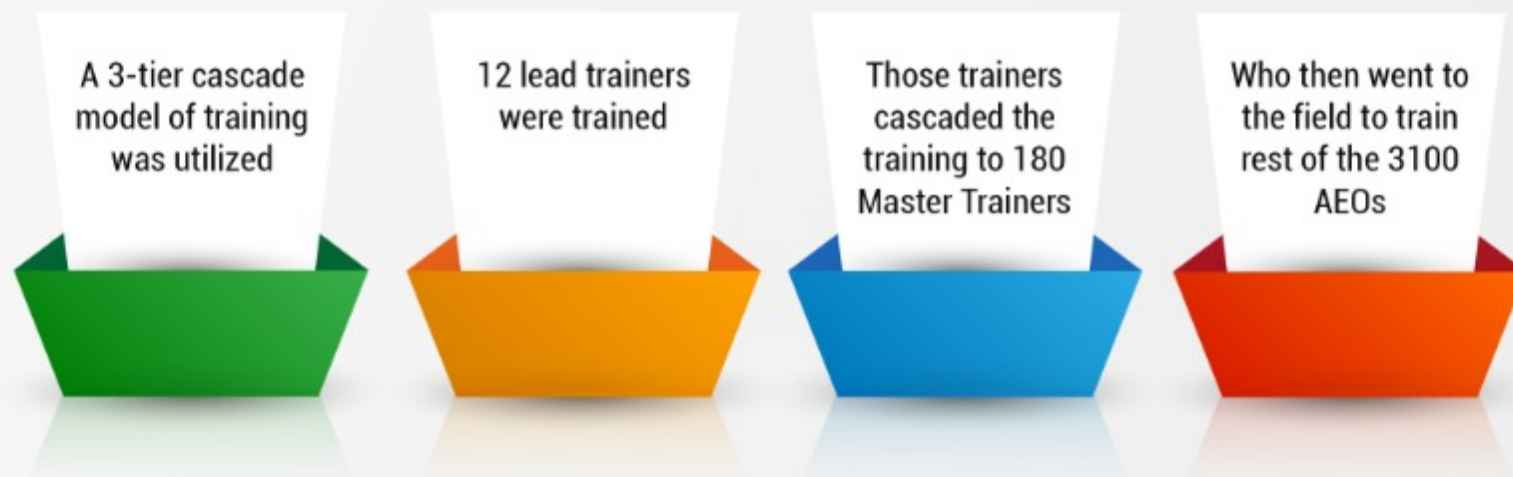 A 3-tier cascade
model of training
was utilized
12 lead trainers
were trained
Those trainers
cascaded the
training to 180
Master Trainers
Who then went to
the field to train
rest of the 3100
AEOs